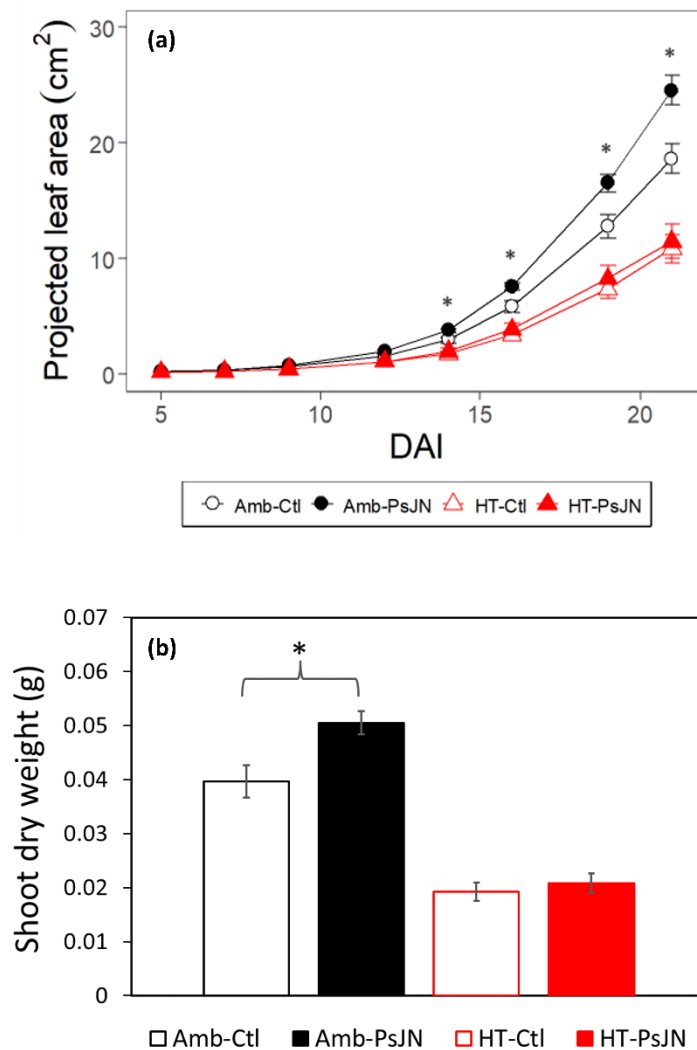 (a)
Projected leaf area (cm²)
30
20
10
0
* * * *
5 10 15 20
DAI
Amb-Ctl Amb-PsJN HT-Ctl HT-PsJN
(b)
Shoot dry weight (g)
0.07
0.06
0.05
0.04
0.03
0.02
0.01
0
*
Amb-Ctl Amb-PsJN HT-Ctl HT-PsJN